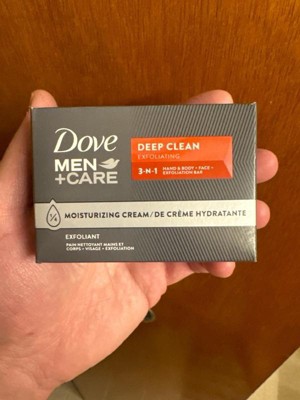 Dove
MEN
+CARE
DEEP CLEAN
EXFOLIATING
3-IN-1
HAND & BODY + FACE +
EXFOLIATION BAR
¼ MOISTURIZING CREAM/DE CRÈME HYDRATANTE
EXFOLIANT
PAIN NETTOYANT MAINS ET
CORPS + VISAGE + EXFOLIATION